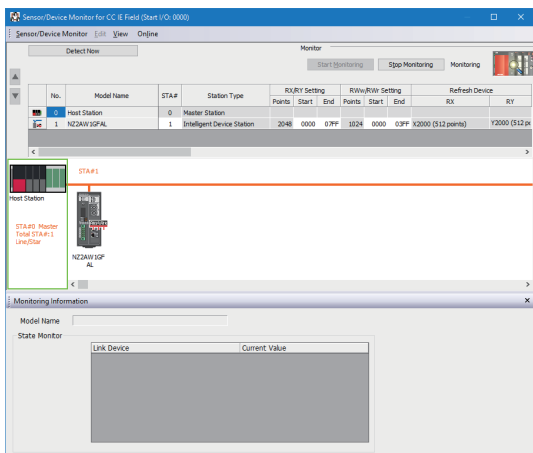 Sensor/Device Monitor for CC IE Field (Start I/O: 0000)
Sensor/Device Monitor Edit View Online
Detect Now
Monitor
Start Monitoring Stop Monitoring Monitoring
No. Model Name STA# Station Type RX/RY Setting RWw/RWr Setting Refresh Device
Points Start End Points Start End RX RY
0 Host Station 0 Master Station
1 NZ2AW1GFAL 1 Intelligent Device Station 2048 0000 07FF 1024 0000 03FF X2000 (512 points) Y2000 (512 po
STA#1
Host Station
STA#0 Master
Total STA#:1
Line/Star
NZ2AW1GF
AL
Monitoring Information
Model Name
State Monitor
Link Device Current Value